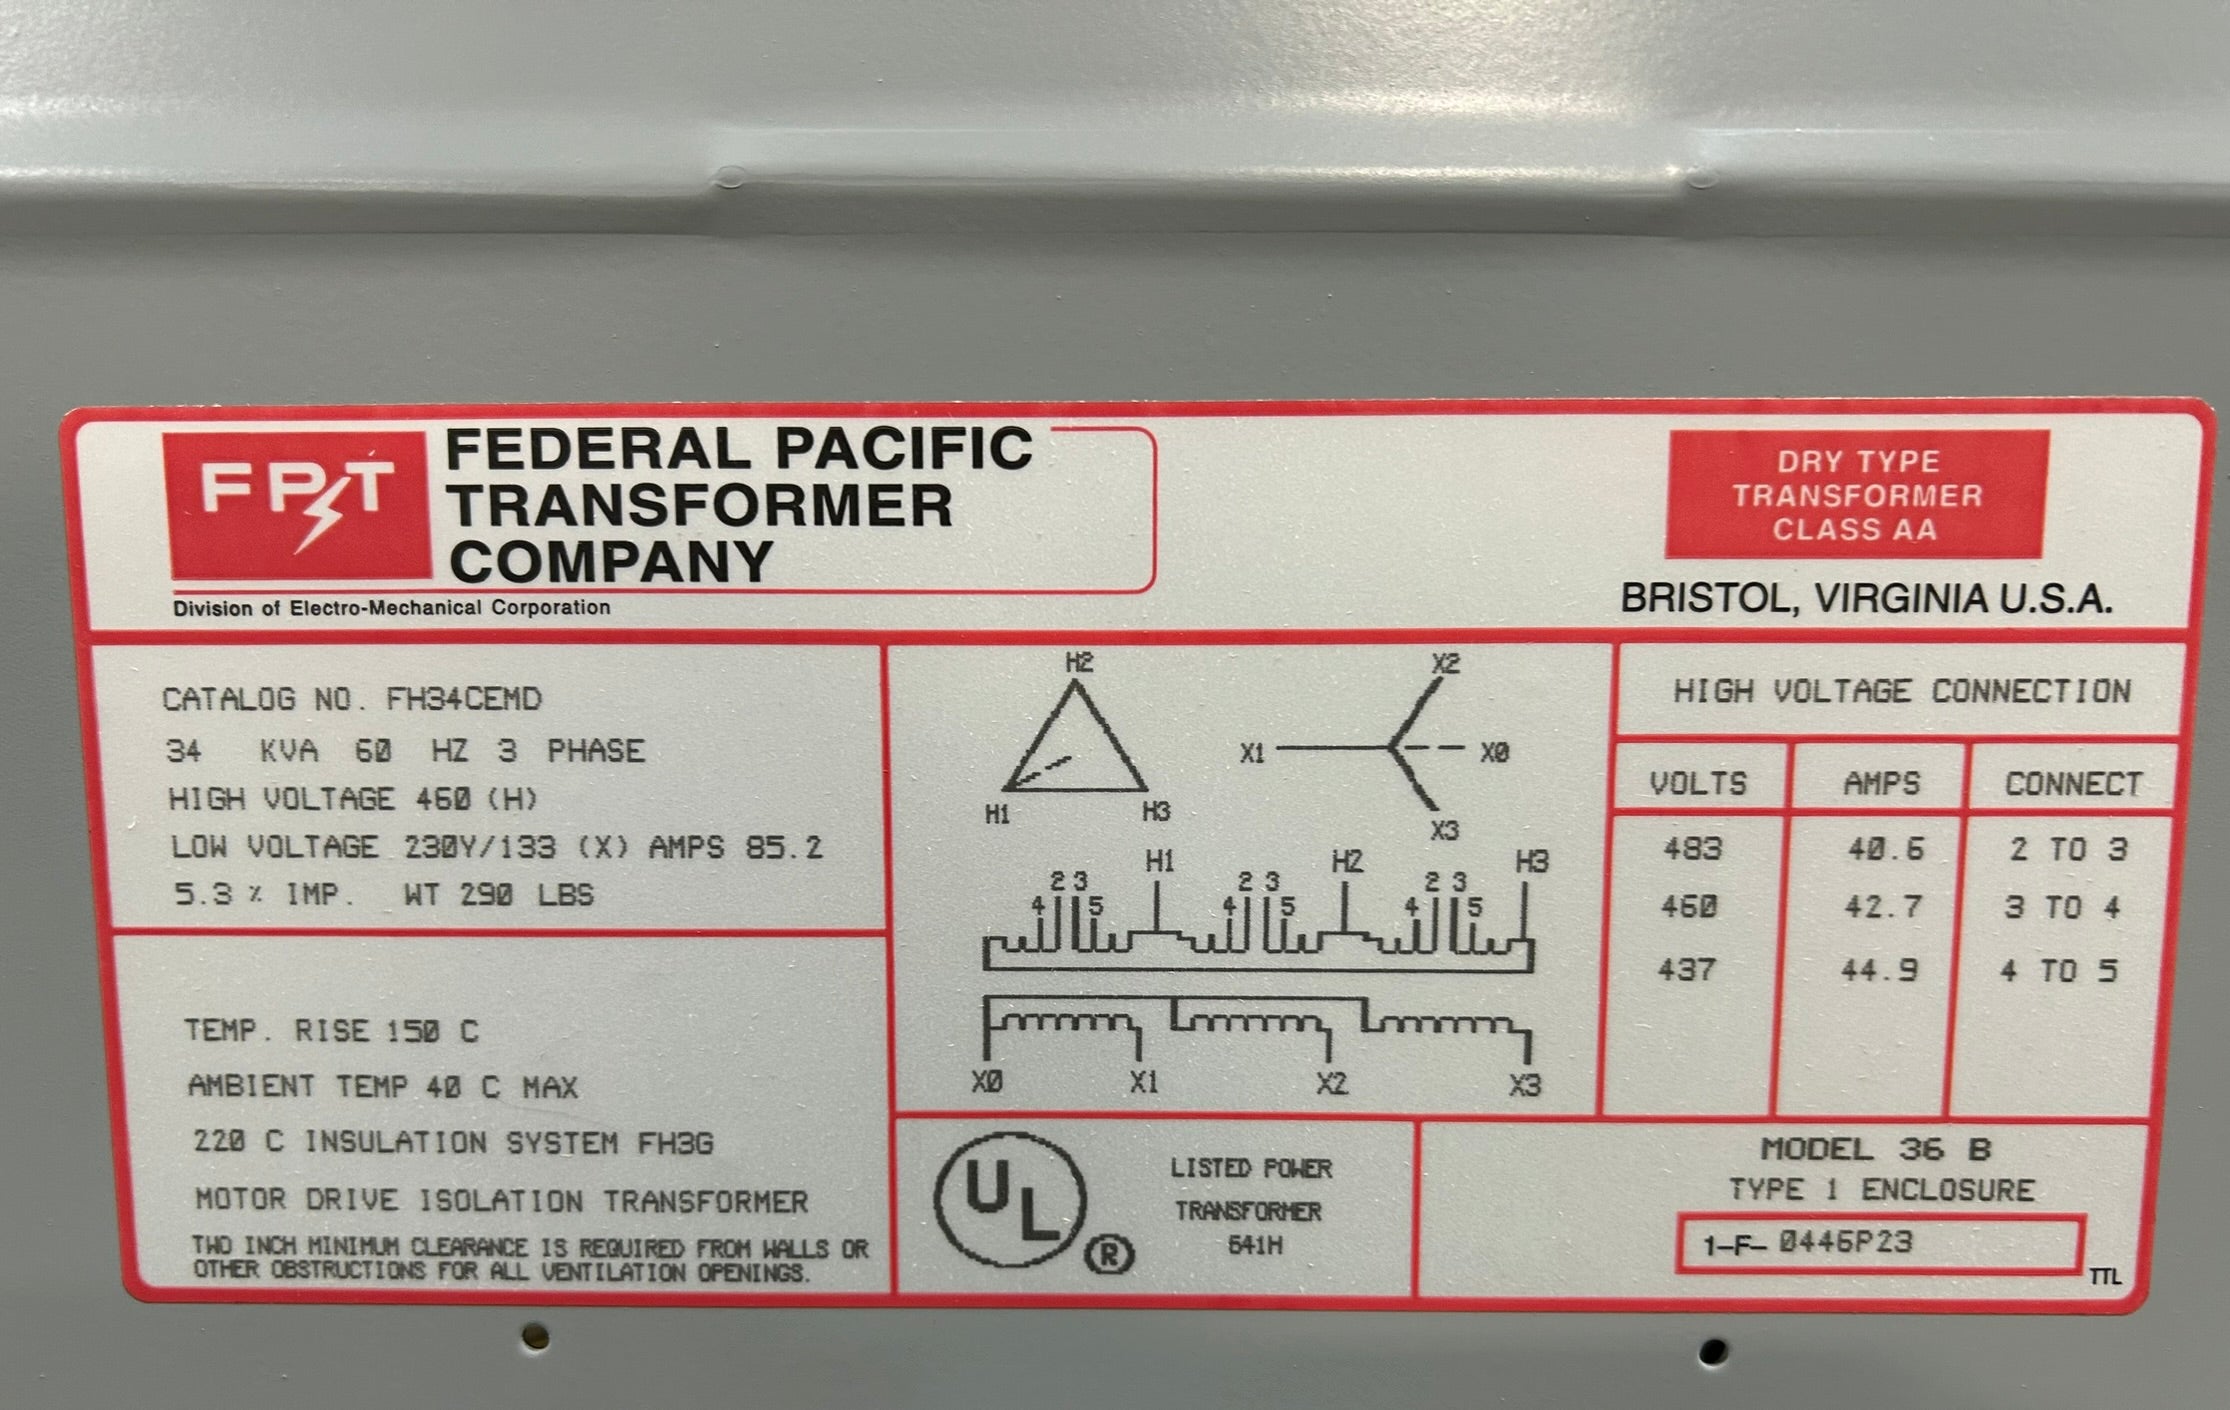 FPT
FEDERAL PACIFIC
TRANSFORMER
COMPANY
Division of Electro-Mechanical Corporation
DRY TYPE
TRANSFORMER
CLASS AA
BRISTOL, VIRGINIA U.S.A.
CATALOG NO. FH34CEMD
34 KVA 60 HZ 3 PHASE
HIGH VOLTAGE 460 (H)
LOW VOLTAGE 230Y/133 (X) AMPS 85.2
5.3 % IMP. WT 290 LBS
TEMP. RISE 150 C
AMBIENT TEMP 40 C MAX
220 C INSULATION SYSTEM FH3G
MOTOR DRIVE ISOLATION TRANSFORMER
TWO INCH MINIMUM CLEARANCE IS REQUIRED FROM WALLS OR
OTHER OBSTRUCTIONS FOR ALL VENTILATION OPENINGS.
H2
H1 H3
X2
X1 X0
X3
H1 H2 H3
2 3 2 3 2 3
4 5 4 5 4 5
X0 X1 X2 X3
UL ®
LISTED POWER
TRANSFORMER
641H
HIGH VOLTAGE CONNECTION
VOLTS AMPS CONNECT
483 40.6 2 TO 3
460 42.7 3 TO 4
437 44.9 4 TO 5
MODEL 36 B
TYPE 1 ENCLOSURE
1-F- 0446P23
TTL